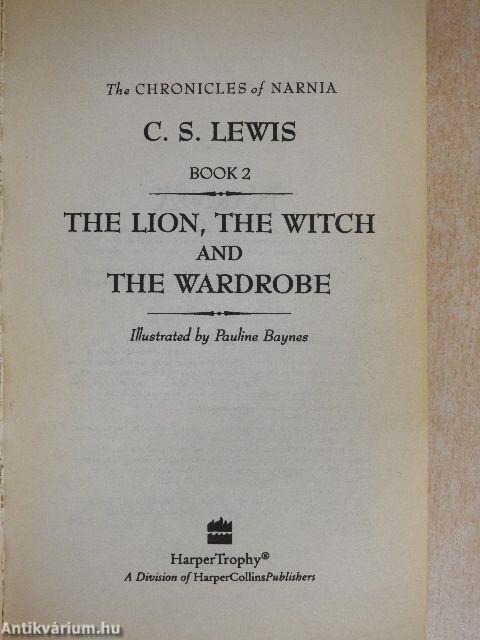 The CHRONICLES of NARNIA
C. S. LEWIS
BOOK 2
THE LION, THE WITCH
AND
THE WARDROBE
Illustrated by Pauline Baynes
HarperTrophy®
A Division of HarperCollinsPublishers
Antikvárium.hu